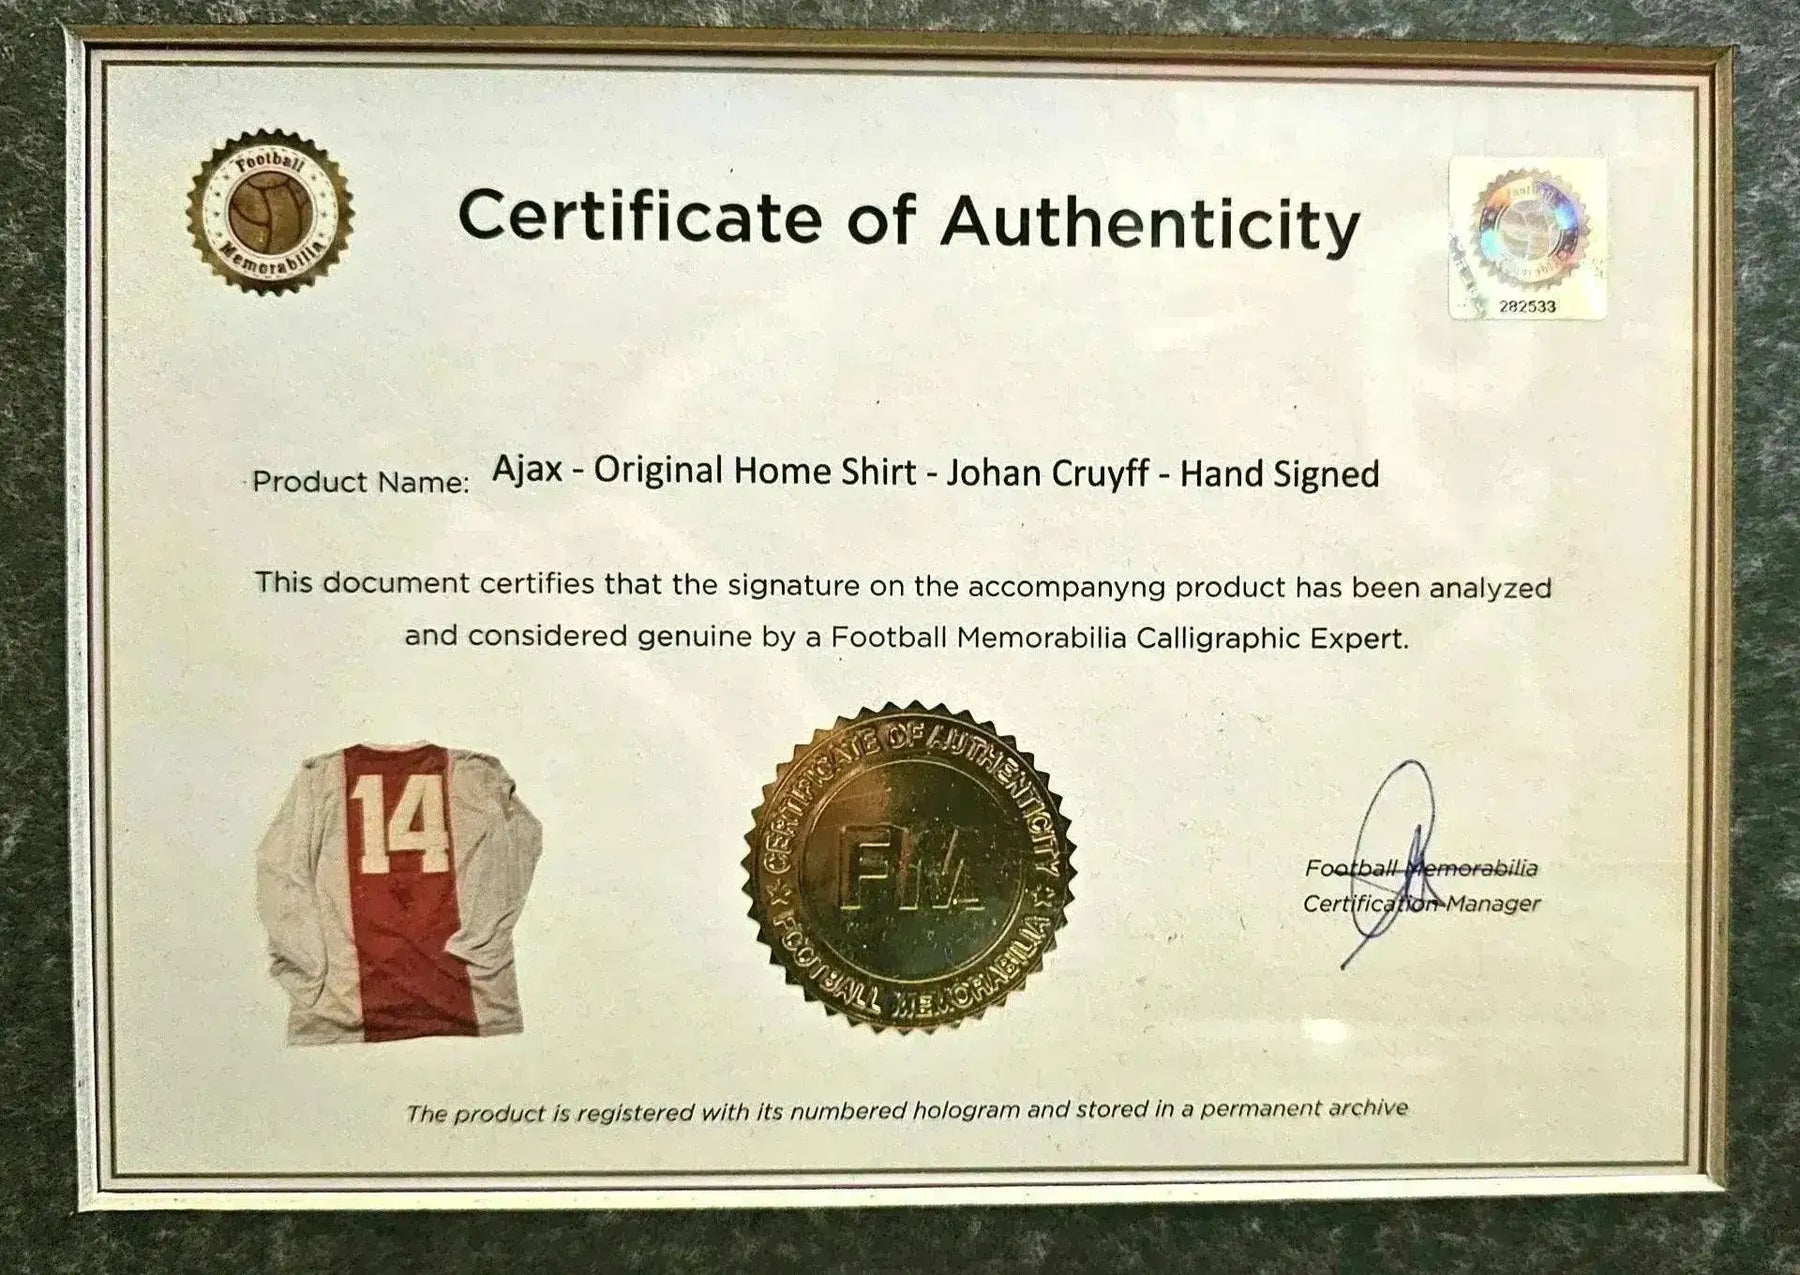 Football
Memorabilia
Certificate of Authenticity
282533
Product Name: Ajax - Original Home Shirt - Johan Cruyff - Hand Signed
This document certifies that the signature on the accompanyng product has been analyzed
and considered genuine by a Football Memorabilia Calligraphic Expert.
14
CERTIFICATE OF AUTHENTICITY
FM
FOOTBALL MEMORABILIA
Football Memorabilia
Certification Manager
The product is registered with its numbered hologram and stored in a permanent archive